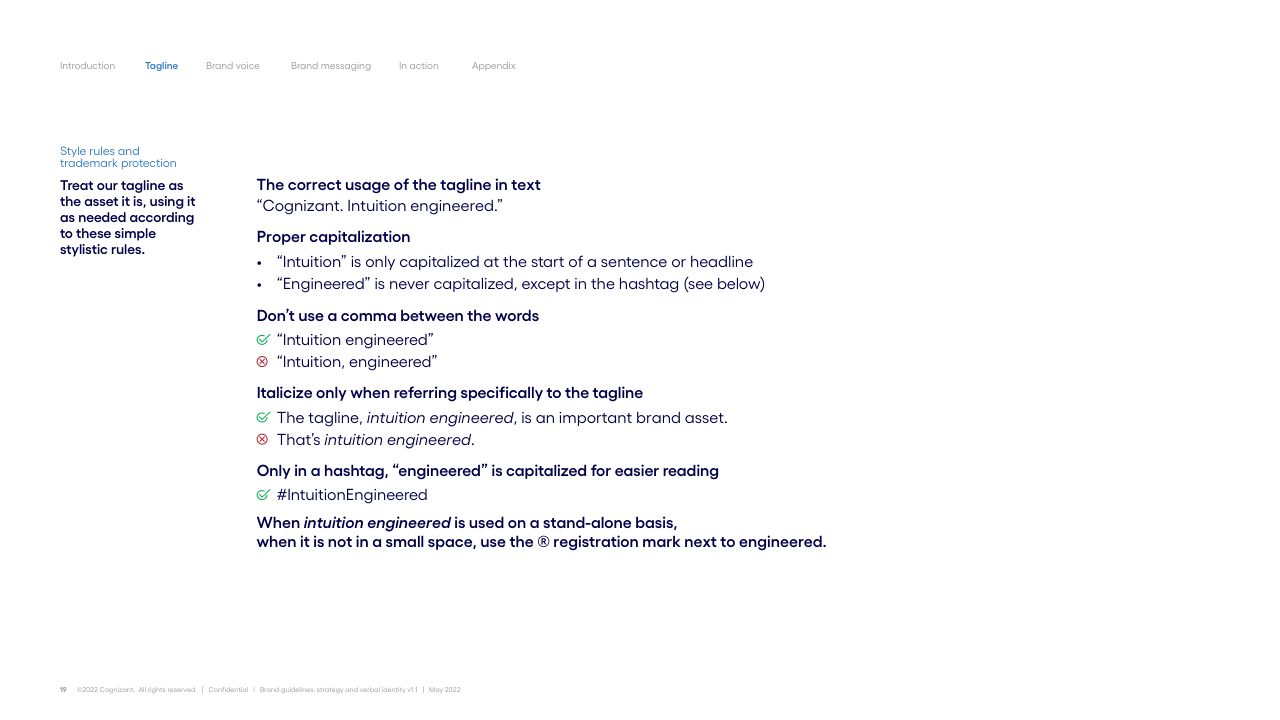 Introduction Tagline Brand voice Brand messaging In action Appendix
Style rules and
trademark protection
Treat our tagline as
the asset it is, using it
as needed according
to these simple
stylistic rules.
The correct usage of the tagline in text
“Cognizant. Intuition engineered.”
Proper capitalization
• “Intuition” is only capitalized at the start of a sentence or headline
• “Engineered” is never capitalized, except in the hashtag (see below)
Don’t use a comma between the words
“Intuition engineered”
“Intuition, engineered”
Italicize only when referring specifically to the tagline
The tagline, intuition engineered, is an important brand asset.
That’s intuition engineered.
Only in a hashtag, “engineered” is capitalized for easier reading
#IntuitionEngineered
When intuition engineered is used on a stand-alone basis,
when it is not in a small space, use the ® registration mark next to engineered.
19 ©2022 Cognizant. All rights reserved. | Confidential | Brand guidelines: strategy and verbal identity v1.1 | May 2022